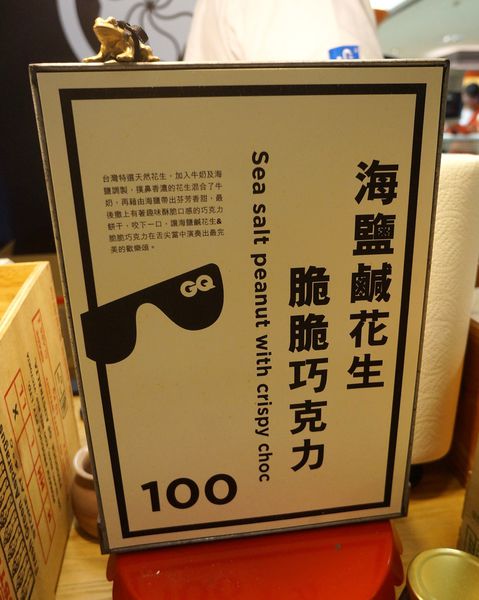 海鹽鹹花生
脆脆巧克力
Sea salt peanut with crispy choc
台灣特選天然花生，加入牛奶及海
鹽調製，撲鼻香濃的花生混合了牛
奶，再藉由海鹽帶出芬芳香甜，最
後撒上有著趣味酥脆口感的巧克力
餅干，咬下一口，讓海鹽鹹花生&
脆脆巧克力在舌尖當中演奏出最完
美的歡樂頌。
GQ
100